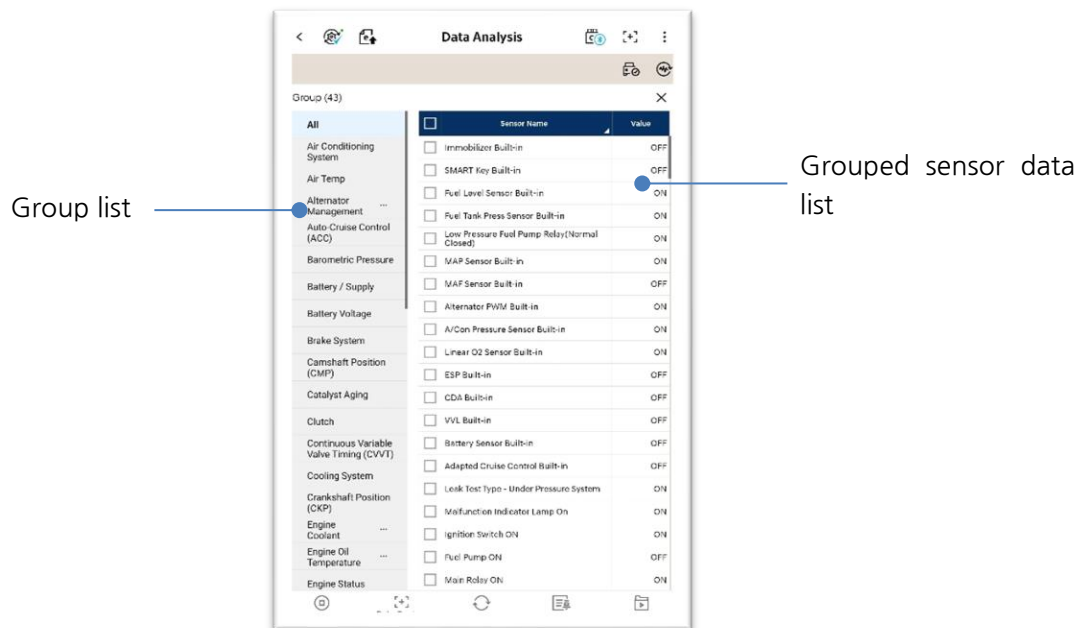 Data Analysis
Group (43)
All
Air Conditioning
System
Air Temp
Alternator ...
Management
Auto-Cruise Control
(ACC)
Barometric Pressure
Battery / Supply
Battery Voltage
Brake System
Camshaft Position
(CMP)
Catalyst Aging
Clutch
Continuous Variable
Valve Timing (CVVT)
Cooling System
Crankshaft Position
(CKP)
Engine ...
Coolant
Engine Oil ...
Temperature
Engine Status
Sensor Name Value
Immobilizer Built-in OFF
SMART Key Built-in OFF
Fuel Level Sensor Built-in ON
Fuel Tank Press Sensor Built-in ON
Low Pressure Fuel Pump Relay(Normal
Closed) ON
MAP Sensor Built-in ON
MAF Sensor Built-in OFF
Alternator PWM Built-in ON
A/Con Pressure Sensor Built-in ON
Linear O2 Sensor Built-in ON
ESP Built-in OFF
CDA Built-in OFF
VVL Built-in OFF
Battery Sensor Built-in OFF
Adapted Cruise Control Built-in OFF
Leak Test Type - Under Pressure System ON
Malfunction Indicator Lamp On ON
Ignition Switch ON ON
Fuel Pump ON OFF
Main Relay ON ON
Group list
Grouped sensor data
list